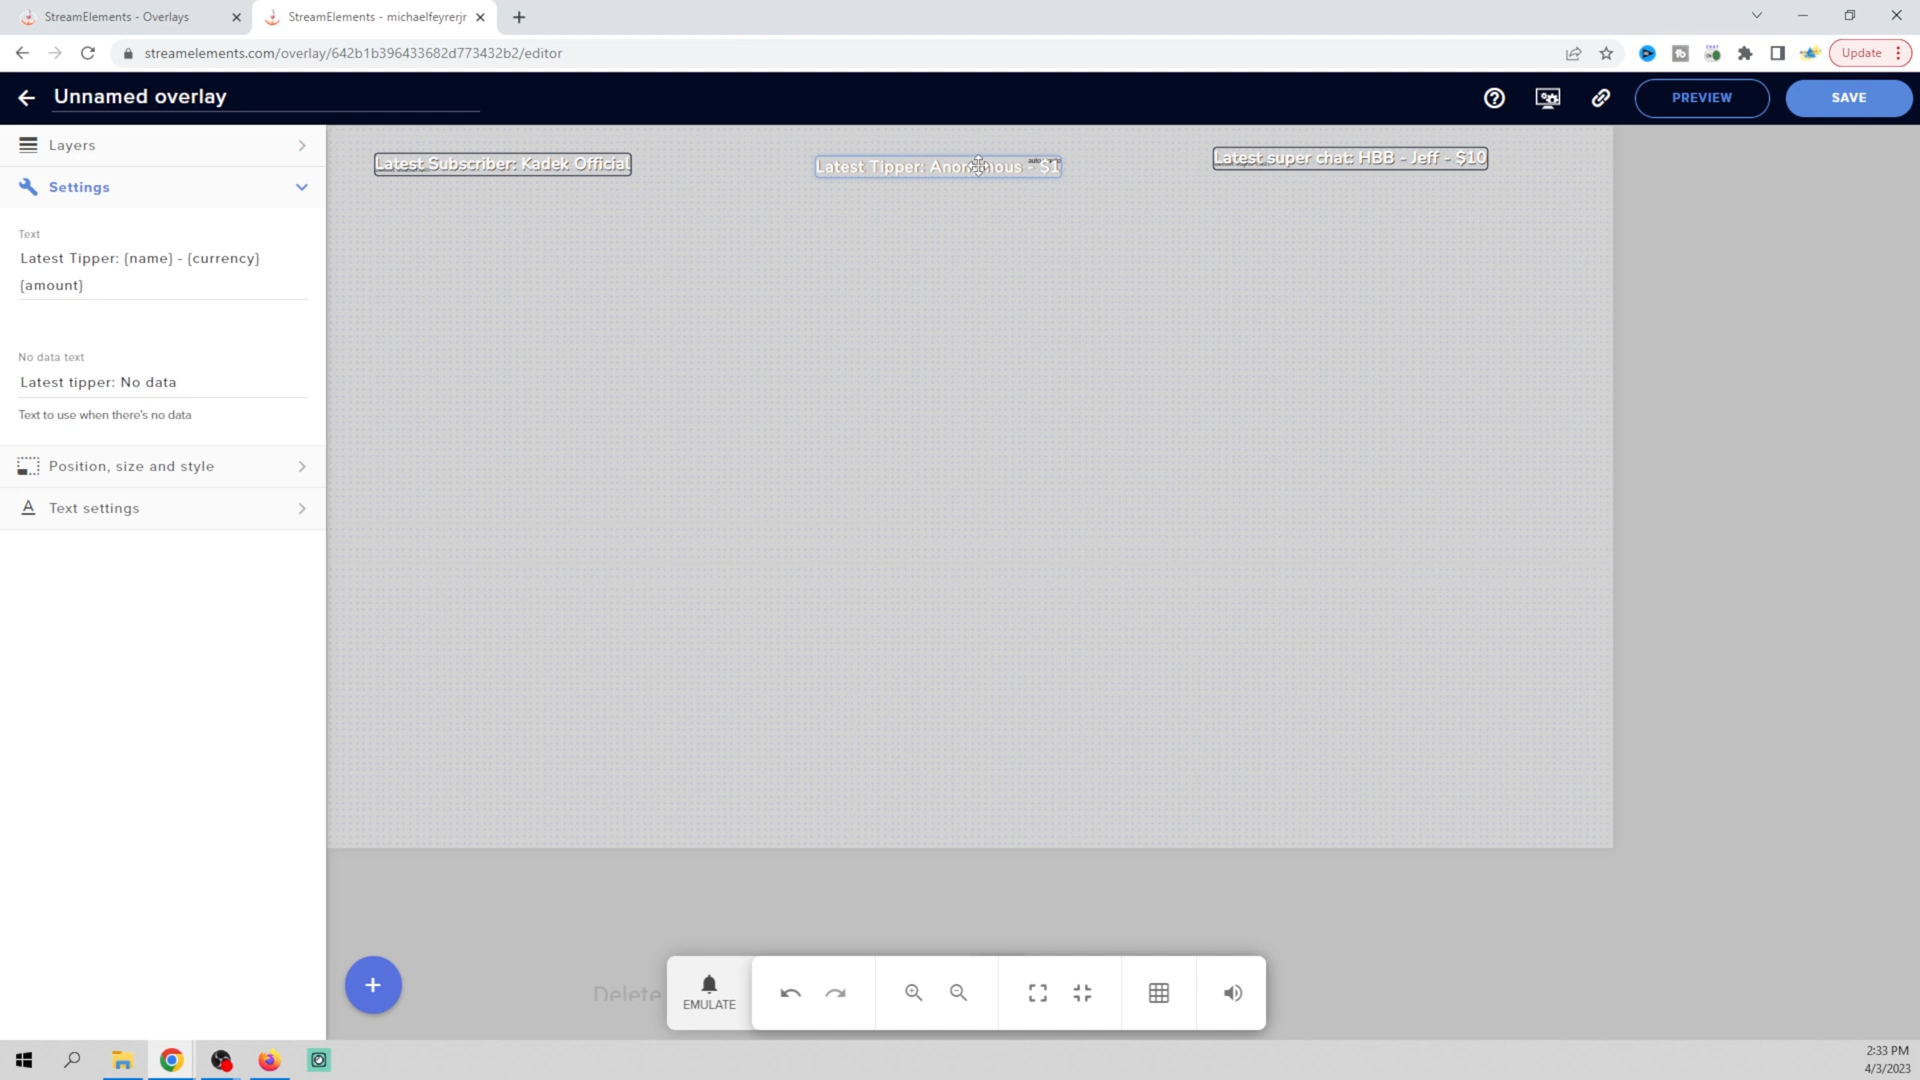 StreamElements - Overlays
StreamElements - michaelfeyrerjr
streamelements.com/overlay/642b1b396433682d773432b2/editor
Update
Unnamed overlay
PREVIEW
SAVE
Layers
Settings
Text
Latest Tipper: {name} - {currency}
{amount}
No data text
Latest tipper: No data
Text to use when there's no data
Position, size and style
Text settings
Latest Subscriber: Kadek Official
Latest Tipper: Anonymous - $1
Latest super chat: HBB - Jeff - $10
Delete
EMULATE
2:33 PM
4/3/2023